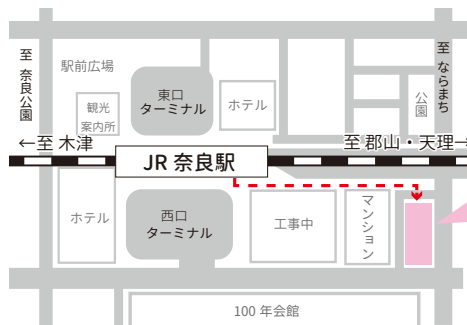 至 奈良公園
駅前広場
観光
案内所
東口
ターミナル
ホテル
公園
至 ならまち
←至 木津
至 郡山・天理→
JR 奈良駅
ホテル
西口
ターミナル
工事中
マンション
100 年会館